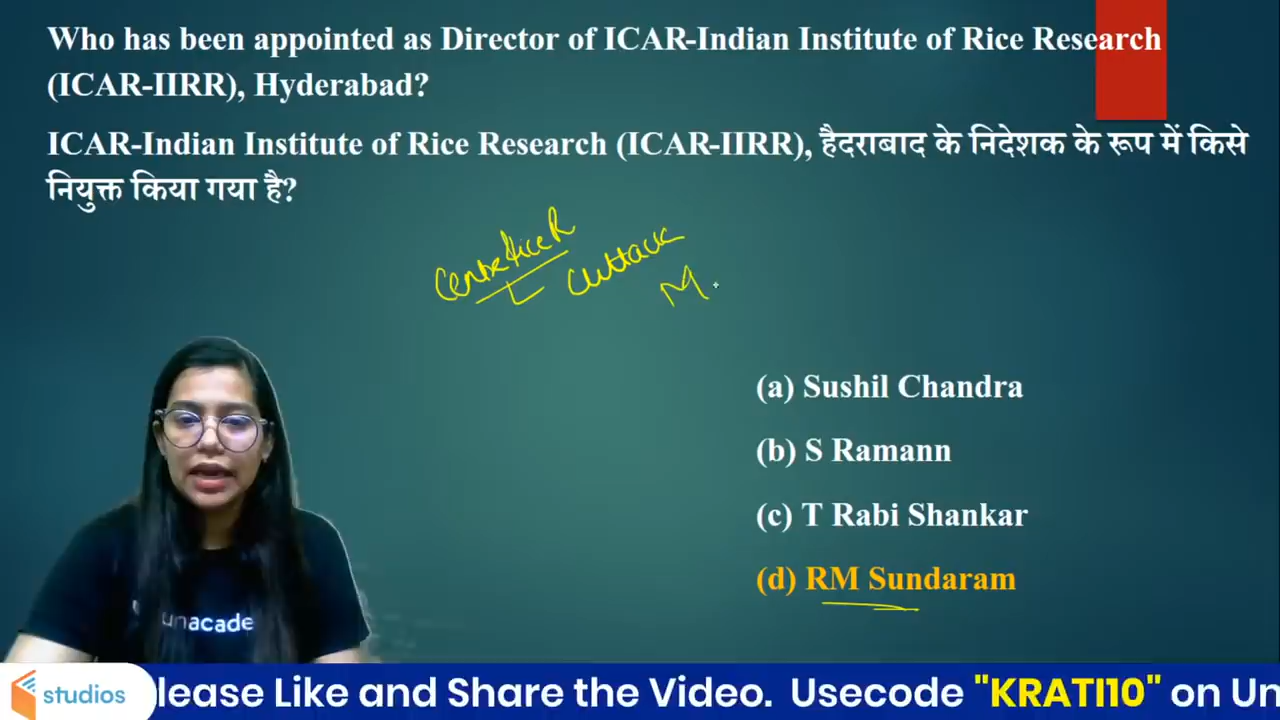 Who has been appointed as Director of ICAR-Indian Institute of Rice Research
(ICAR-IIRR), Hyderabad?
ICAR-Indian Institute of Rice Research (ICAR-IIRR), हैदराबाद के निदेशक के रूप में किसे
नियुक्त किया गया है?
Centre Rice R
Cuttack
M
(a) Sushil Chandra
(b) S Ramann
(c) T Rabi Shankar
(d) RM Sundaram
unacade
studios
lease Like and Share the Video. Usecode "KRATI10" on Un